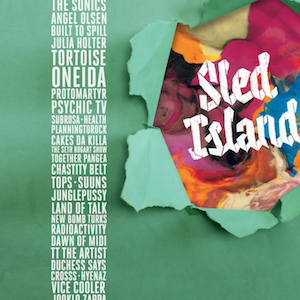 THE SONICS
ANGEL OLSEN
BUILT TO SPILL
JULIA HOLTER
TORTOISE
ONEIDA
PROTOMARTYR
PSYCHIC TV
SUBROSA · HEALTH
PLANNINGTOROCK
CAKES DA KILLA
THE SETH BOGART SHOW
TOGETHER PANGEA
CHASTITY BELT
TOPS · SUUNS
JUNGLEPUSSY
LAND OF TALK
NEW BOMB TURKS
RADIOACTIVITY
DAWN OF MIDI
TT THE ARTIST
DUCHESS SAYS
CROSSS · HYENAZ
VICE COOLER
JOOKLO ZAPPA
Sled
Island